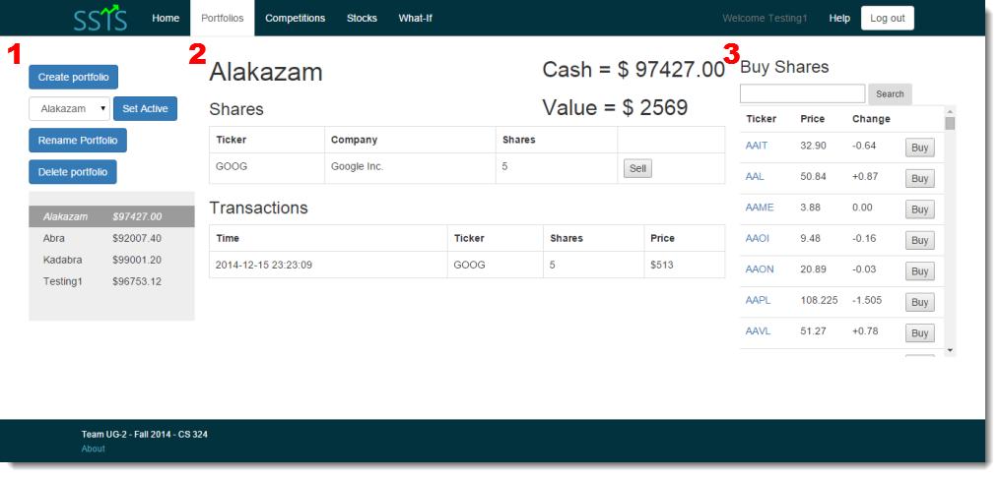 SSTS Home Portfolios Competitions Stocks What-If Welcome Testing1 Help Log out
1
Create portfolio
Alakazam Set Active
Rename Portfolio
Delete portfolio
Alakazam $97427.00
Abra $92007.40
Kadabra $99001.20
Testing1 $96753.12
2
Alakazam Cash = $ 97427.00
Shares Value = $ 2569
Ticker Company Shares
GOOG Google Inc. 5 Sell
Transactions
Time Ticker Shares Price
2014-12-15 23:23:09 GOOG 5 $513
3
Buy Shares
Search
Ticker Price Change
AAIT 32.90 -0.64 Buy
AAL 50.84 +0.87 Buy
AAME 3.88 0.00 Buy
AAOI 9.48 -0.16 Buy
AAON 20.89 -0.03 Buy
AAPL 108.225 -1.505 Buy
AAVL 51.27 +0.78 Buy
Team UG-2 - Fall 2014 - CS 324
About